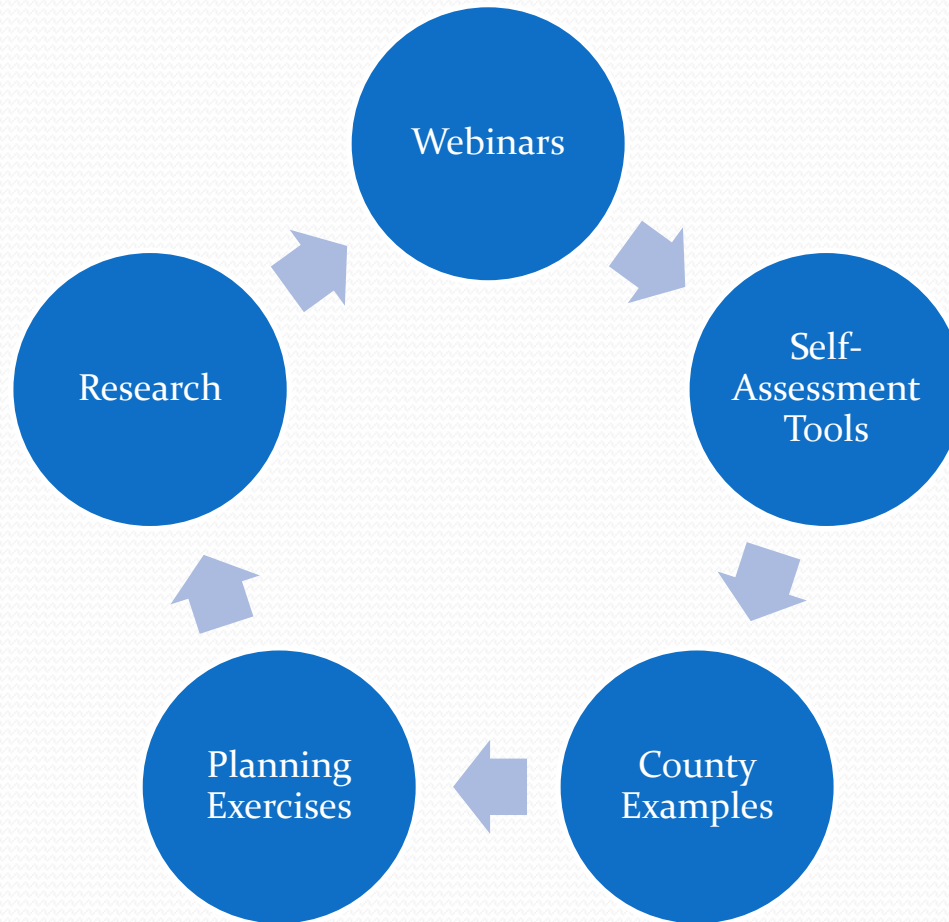 Webinars
Self-
Assessment
Tools
County
Examples
Planning
Exercises
Research